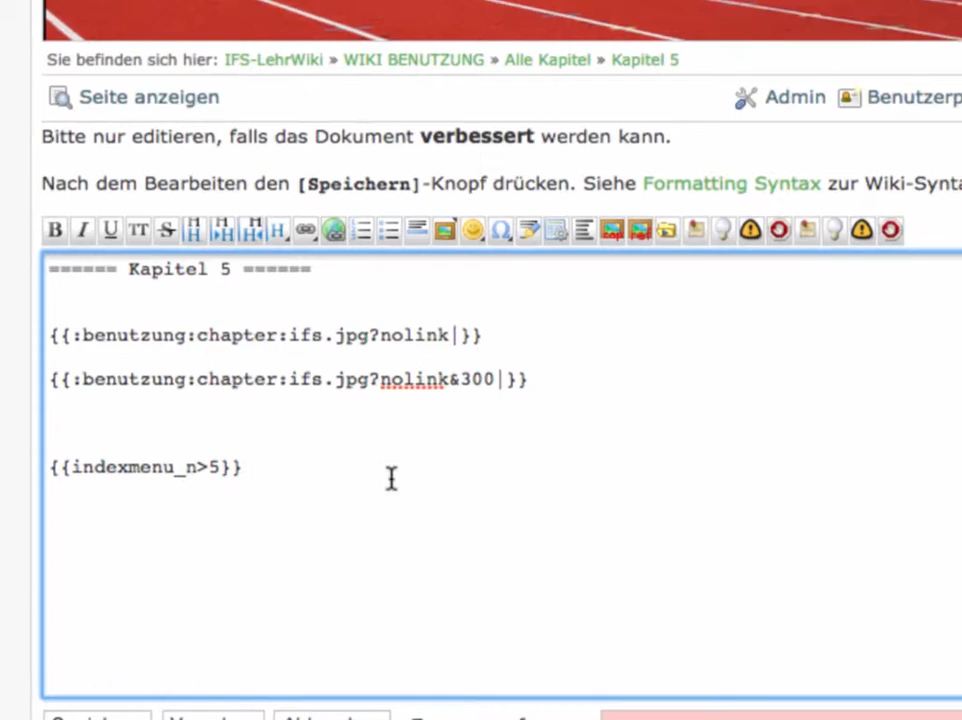 Sie befinden sich hier: IFS-LehrWiki » WIKI BENUTZUNG » Alle Kapitel » Kapitel 5
Seite anzeigen Admin
Bitte nur editieren, falls das Dokument verbessert werden kann.
Nach dem Bearbeiten den [Speichern]-Knopf drücken. Siehe Formatting Syntax zur
====== Kapitel 5 ======
{{:benutzung:chapter:ifs.jpg?nolink|}}
{{:benutzung:chapter:ifs.jpg?nolink&300|}}
{{indexmenu_n>5}}